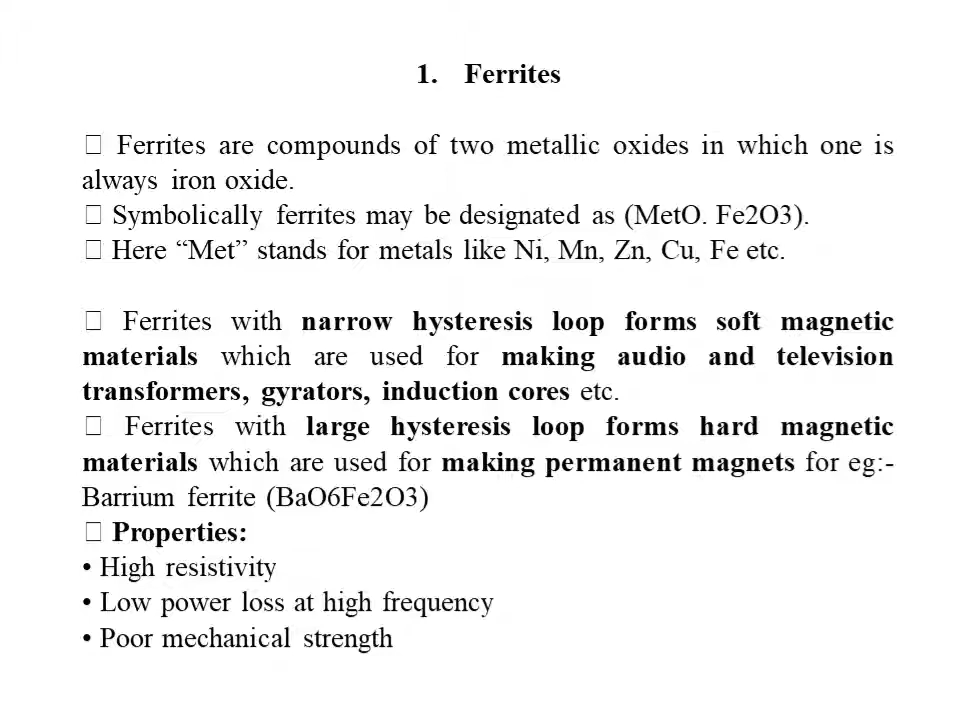 1. Ferrites
□ Ferrites are compounds of two metallic oxides in which one is
always iron oxide.
□ Symbolically ferrites may be designated as (MetO. Fe2O3).
□ Here “Met” stands for metals like Ni, Mn, Zn, Cu, Fe etc.
□ Ferrites with narrow hysteresis loop forms soft magnetic
materials which are used for making audio and television
transformers, gyrators, induction cores etc.
□ Ferrites with large hysteresis loop forms hard magnetic
materials which are used for making permanent magnets for eg:-
Barrium ferrite (BaO6Fe2O3)
□ Properties:
• High resistivity
• Low power loss at high frequency
• Poor mechanical strength